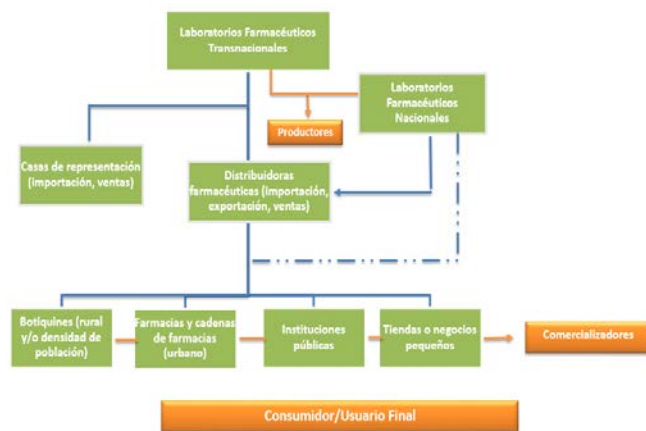 Laboratorios Farmacéuticos
Transnacionales
Laboratorios
Farmacéuticos
Nacionales
Productores
Casas de representación
(importación, ventas)
Distribuidoras
farmacéuticas (importación,
exportación, ventas)
Botiquines (rural
y/o densidad de
población)
Farmacias y cadenas
de farmacias
(urbano)
Instituciones
públicas
Tiendas o negocios
pequeños
Comercializadores
Consumidor/Usuario Final